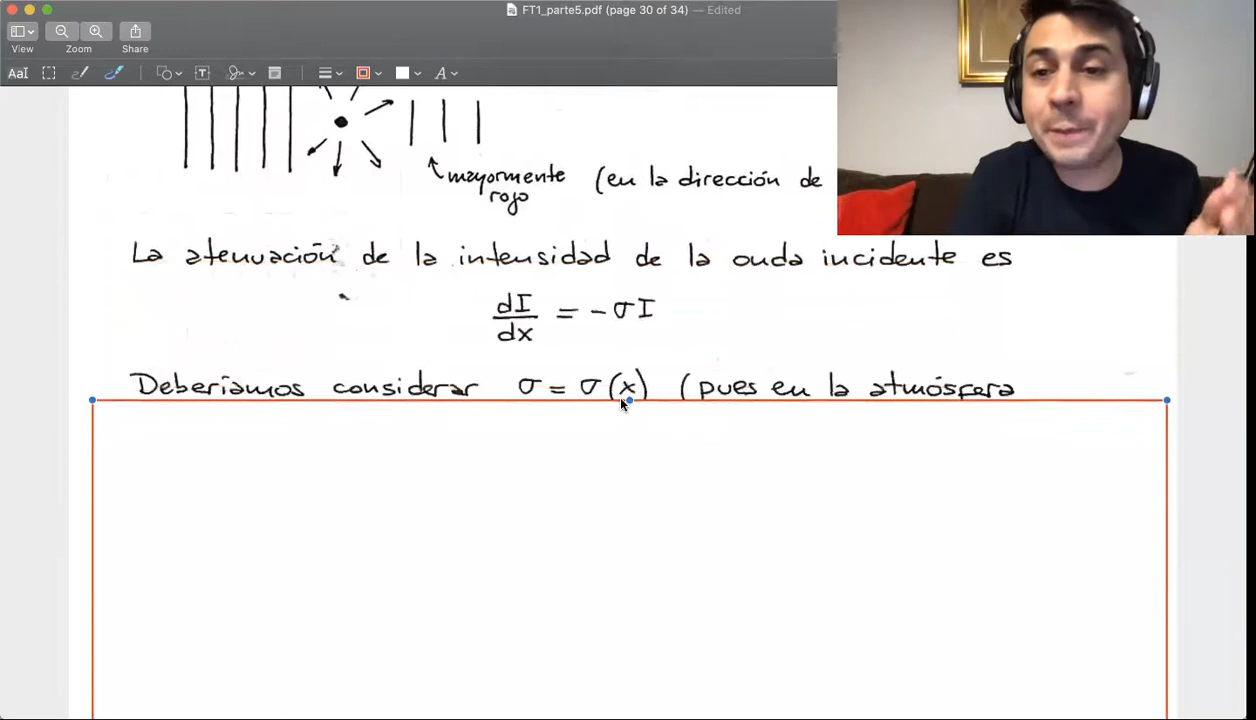 FT1_parte5.pdf (page 30 of 34) — Edited
View
Zoom
Share
AaI
T
A
mayormente (en la dirección de
rojo
La atenuación de la intensidad de la onda incidente es
dI/dx = - σI
Deberíamos considerar σ = σ(x) (pues en la atmósfera